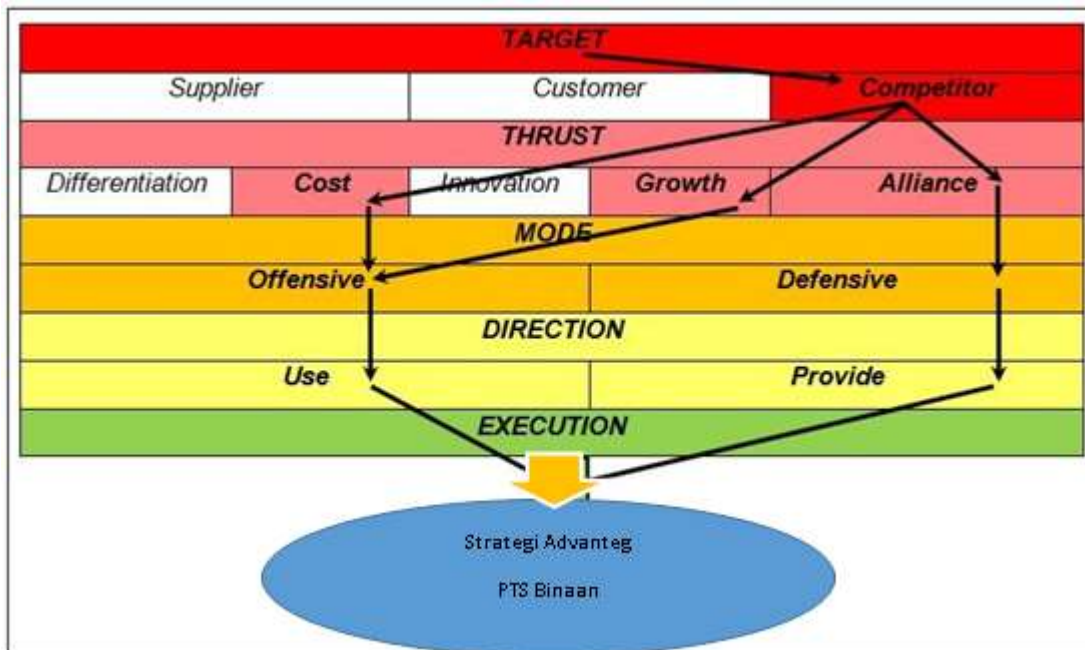 TARGET
Supplier Customer Competitor
THRUST
Differentiation Cost Innovation Growth Alliance
MODE
Offensive Defensive
DIRECTION
Use Provide
EXECUTION
Strategi Advanteg
PTS Binaan